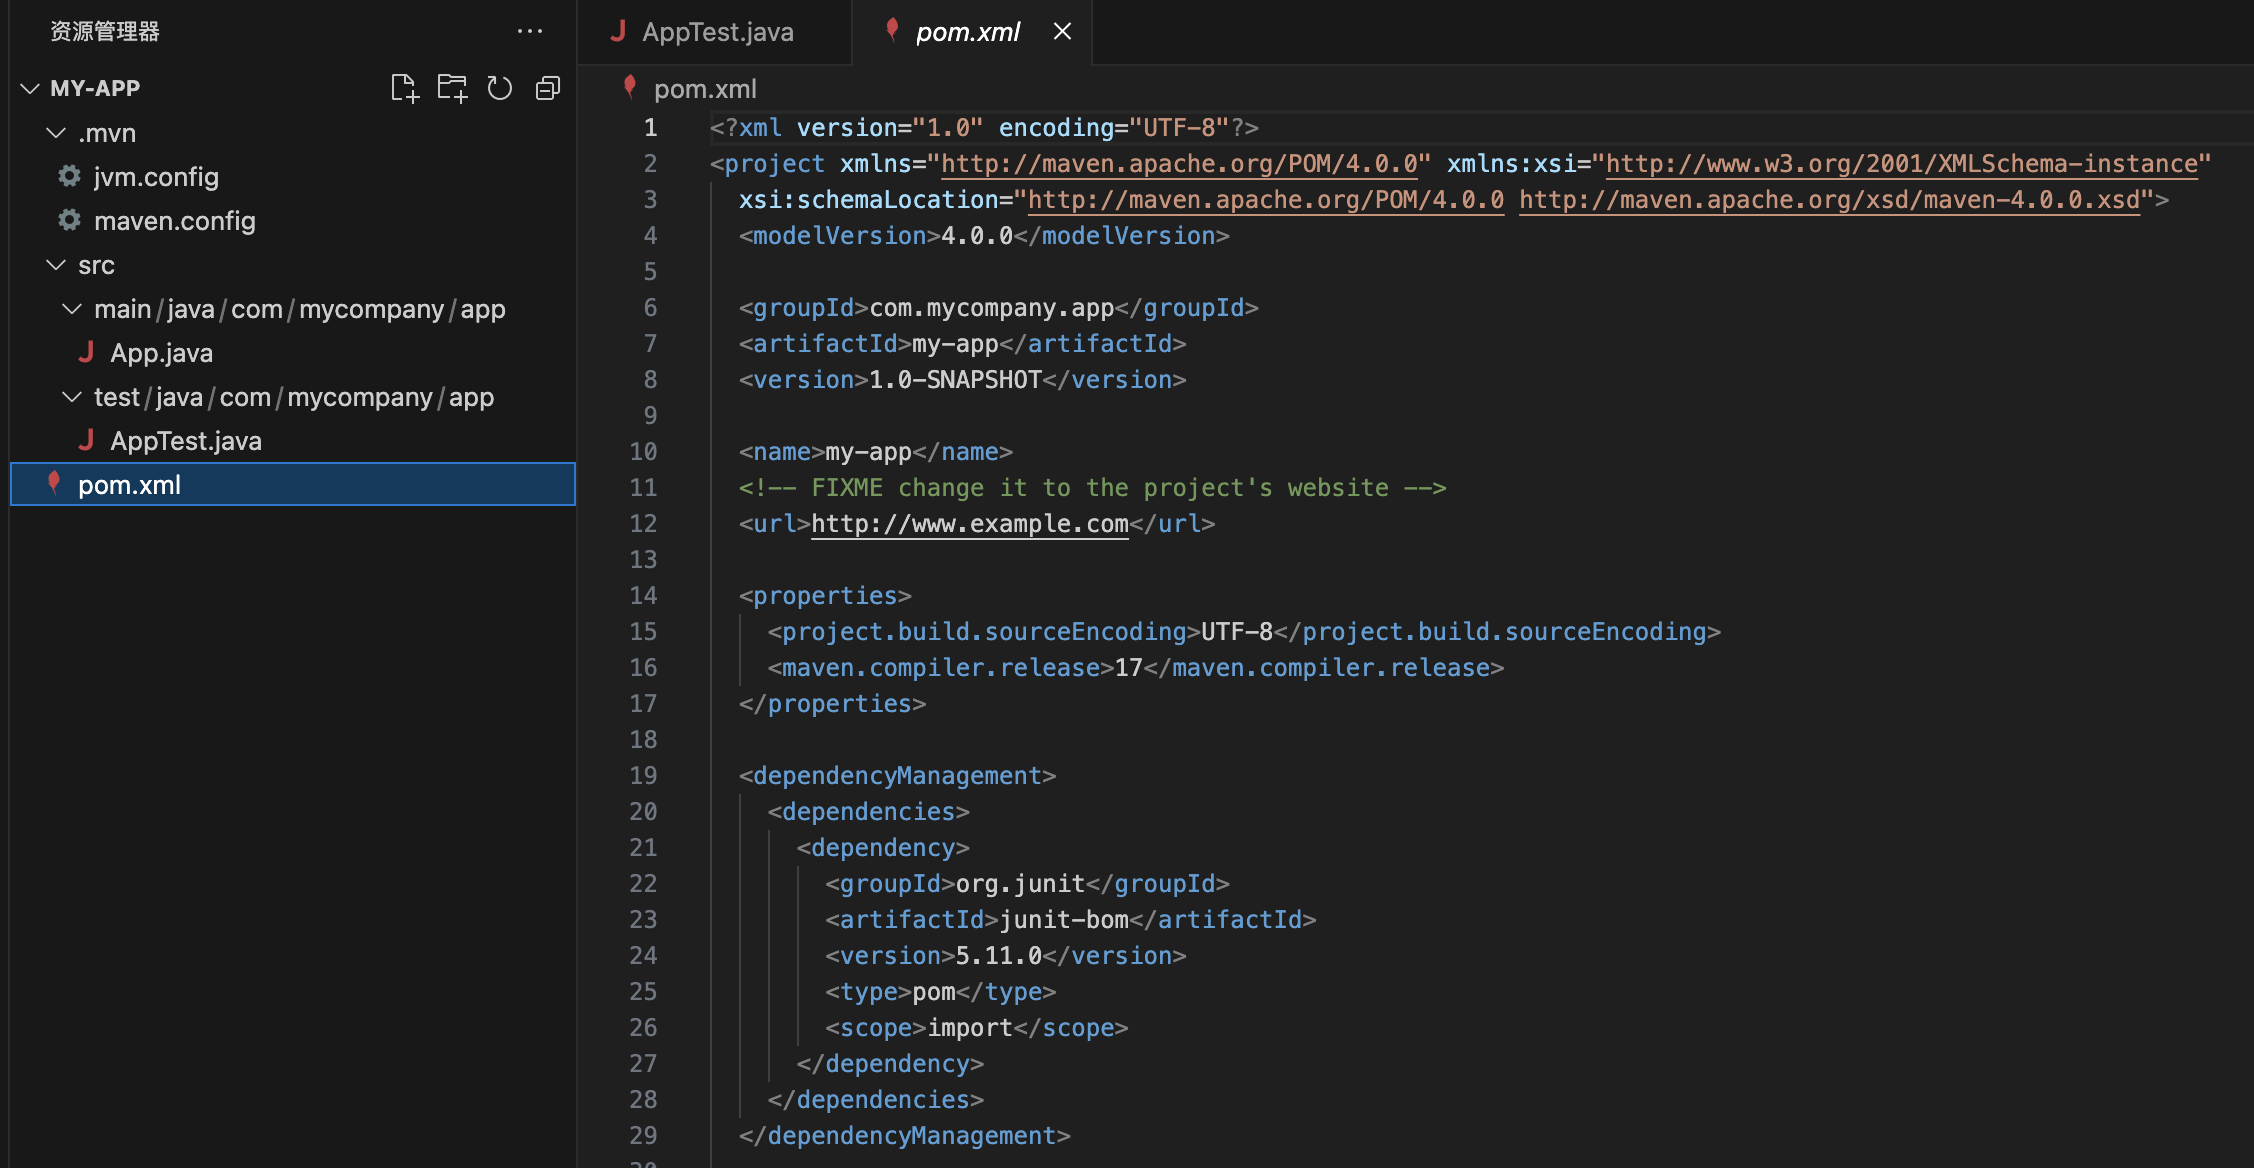 资源管理器
MY-APP
.mvn
jvm.config
maven.config
src
main/java/com/mycompany/app
App.java
test/java/com/mycompany/app
AppTest.java
pom.xml
AppTest.java
pom.xml
pom.xml
1 <?xml version="1.0" encoding="UTF-8"?>
2 <project xmlns="http://maven.apache.org/POM/4.0.0" xmlns:xsi="http://www.w3.org/2001/XMLSchema-instance"
3 xsi:schemaLocation="http://maven.apache.org/POM/4.0.0 http://maven.apache.org/xsd/maven-4.0.0.xsd">
4 <modelVersion>4.0.0</modelVersion>
5
6 <groupId>com.mycompany.app</groupId>
7 <artifactId>my-app</artifactId>
8 <version>1.0-SNAPSHOT</version>
9
10 <name>my-app</name>
11 <!-- FIXME change it to the project's website -->
12 <url>http://www.example.com</url>
13
14 <properties>
15 <project.build.sourceEncoding>UTF-8</project.build.sourceEncoding>
16 <maven.compiler.release>17</maven.compiler.release>
17 </properties>
18
19 <dependencyManagement>
20 <dependencies>
21 <dependency>
22 <groupId>org.junit</groupId>
23 <artifactId>junit-bom</artifactId>
24 <version>5.11.0</version>
25 <type>pom</type>
26 <scope>import</scope>
27 </dependency>
28 </dependencies>
29 </dependencyManagement>
30